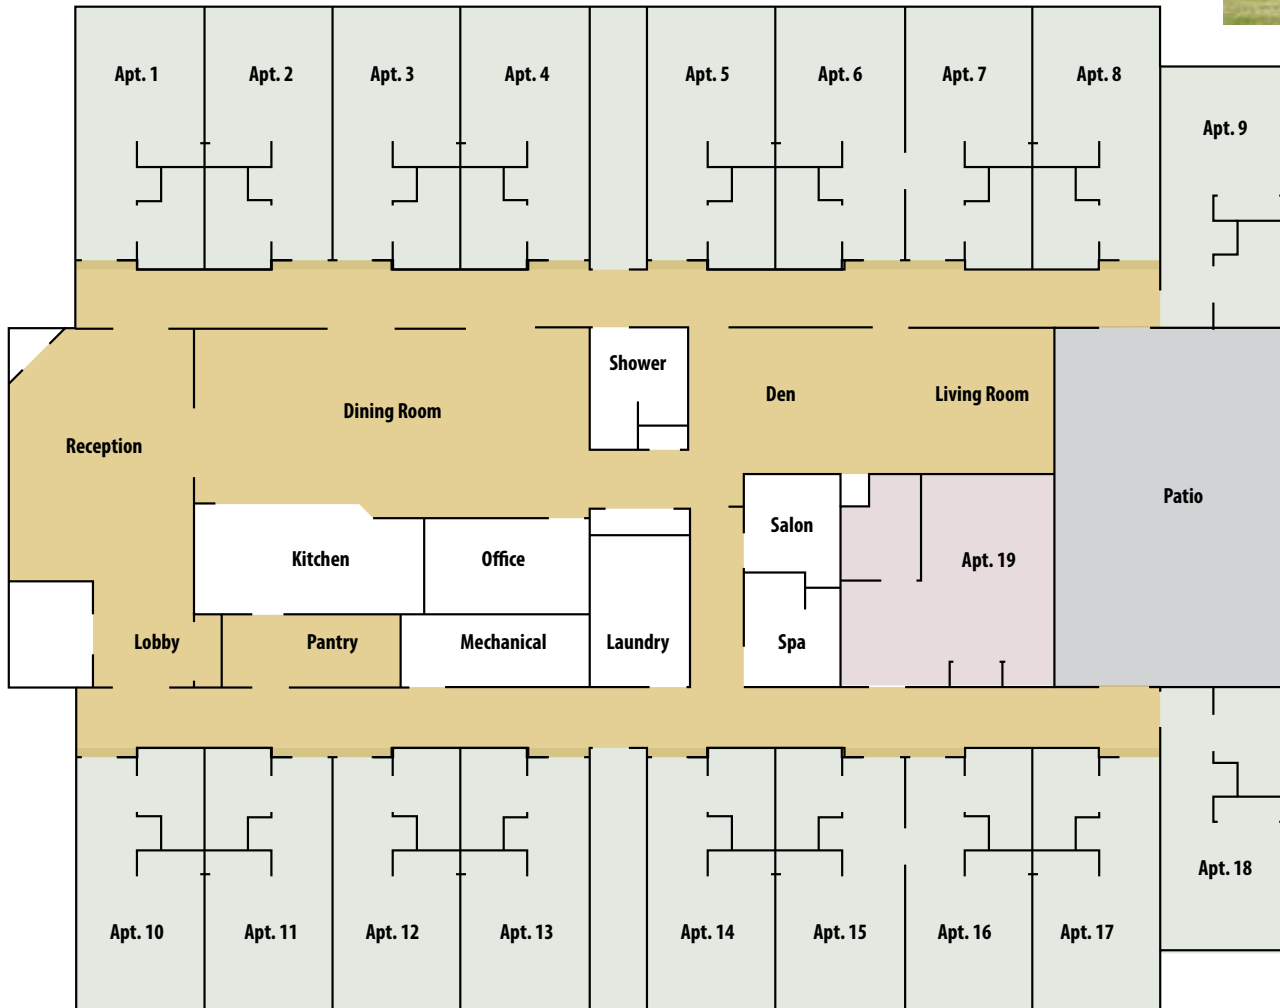 Apt. 1
Apt. 2
Apt. 3
Apt. 4
Apt. 5
Apt. 6
Apt. 7
Apt. 8
Apt. 9
Shower
Den
Living Room
Dining Room
Reception
Patio
Salon
Kitchen
Office
Apt. 19
Lobby
Pantry
Mechanical
Laundry
Spa
Apt. 18
Apt. 10
Apt. 11
Apt. 12
Apt. 13
Apt. 14
Apt. 15
Apt. 16
Apt. 17